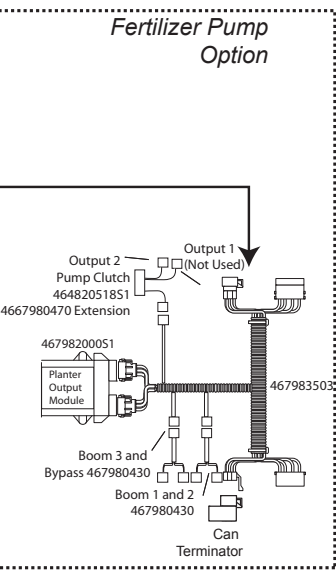 Fertilizer Pump
Option
Output 1
(Not Used)
Output 2
Pump Clutch
464820518S1
4667980470 Extension
467982000S1
Planter
Output
Module
467983503
Boom 3 and
Bypass 467980430
Boom 1 and 2
467980430
Can
Terminator